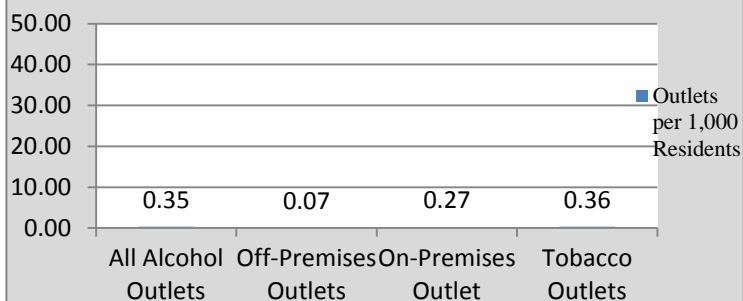 50.00
40.00
30.00
20.00
10.00
0.00
0.35 0.07 0.27 0.36
All Alcohol Off-Premises On-Premises Tobacco
Outlets Outlets Outlet Outlets
Outlets
per 1,000
Residents